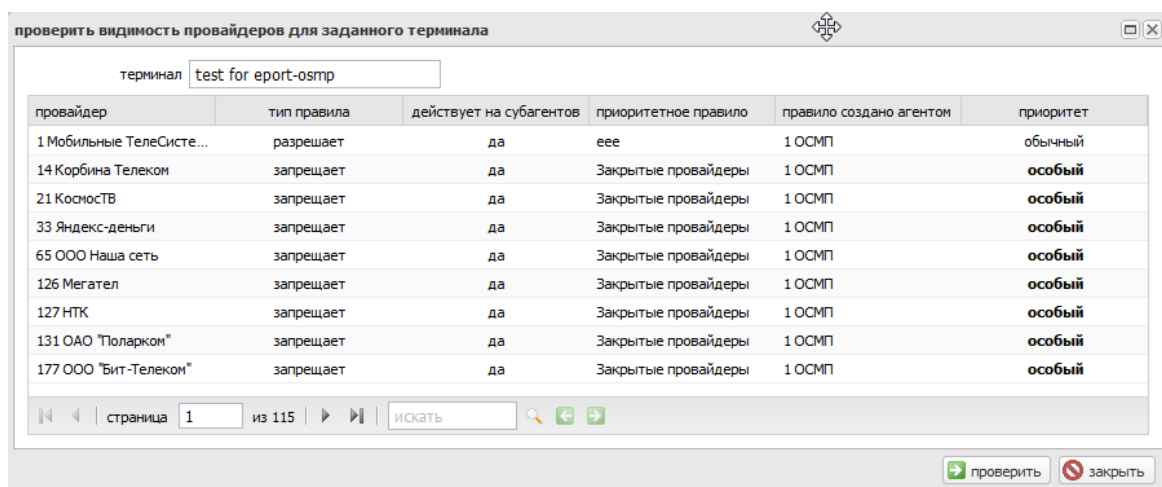 проверить видимость провайдеров для заданного терминала
терминал test for eport-osmp
провайдер тип правила действует на субагентов приоритетное правило правило создано агентом приоритет
1 Мобильные ТелеСисте... разрешает да eee 1 ОСМП обычный
14 Корбина Телеком запрещает да Закрытые провайдеры 1 ОСМП особый
21 КосмосТВ запрещает да Закрытые провайдеры 1 ОСМП особый
33 Яндекс-деньги запрещает да Закрытые провайдеры 1 ОСМП особый
65 ООО Наша сеть запрещает да Закрытые провайдеры 1 ОСМП особый
126 Мегател запрещает да Закрытые провайдеры 1 ОСМП особый
127 НТК запрещает да Закрытые провайдеры 1 ОСМП особый
131 ОАО "Поларком" запрещает да Закрытые провайдеры 1 ОСМП особый
177 ООО "Бит-Телеком" запрещает да Закрытые провайдеры 1 ОСМП особый
страница 1 из 115 искать
проверить закрыть